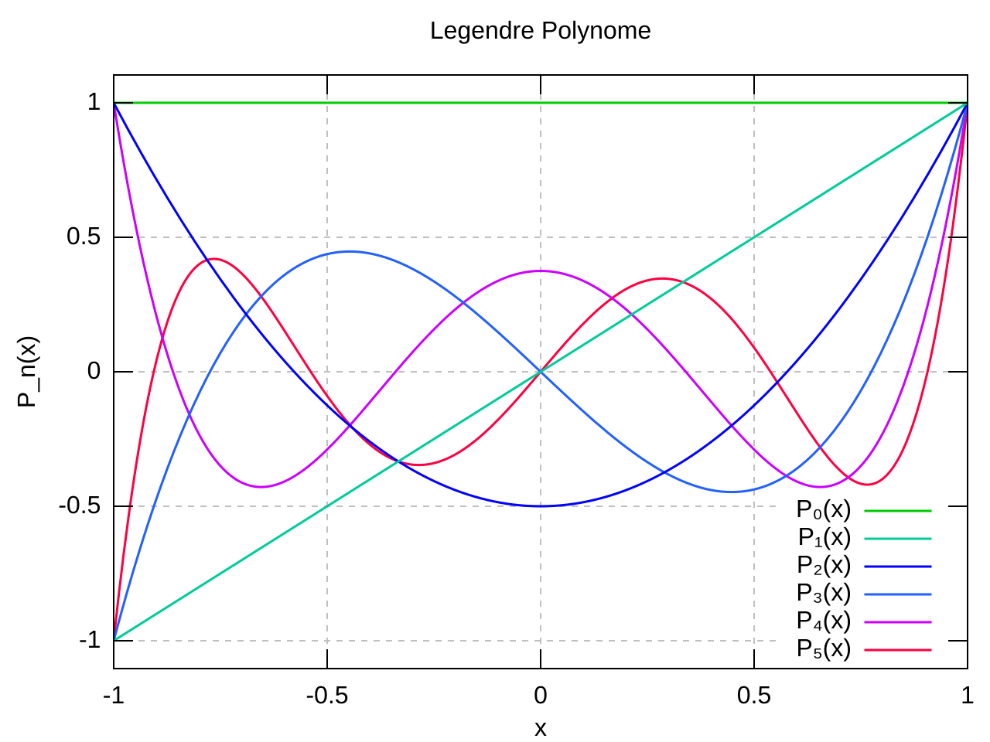 Legendre Polynome
1
0.5
0
-0.5
-1
P_n(x)
P₀(x)
P₁(x)
P₂(x)
P₃(x)
P₄(x)
P₅(x)
-1 -0.5 0 0.5 1
x